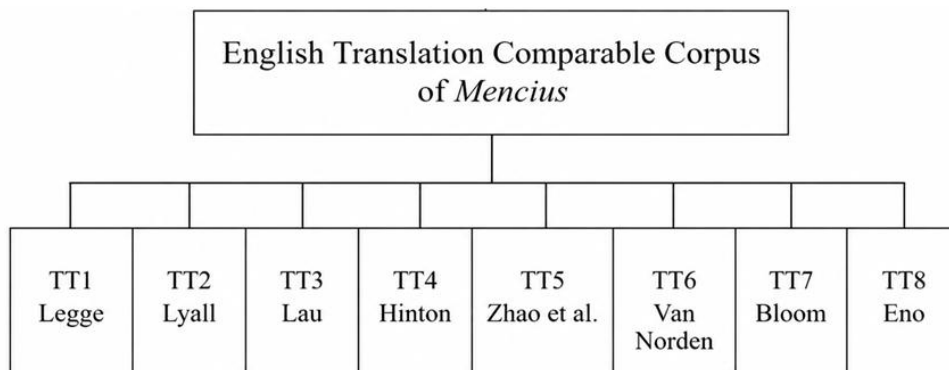 English Translation Comparable Corpus
of Mencius
TT1
Legge
TT2
Lyall
TT3
Lau
TT4
Hinton
TT5
Zhao et al.
TT6
Van
Norden
TT7
Bloom
TT8
Eno